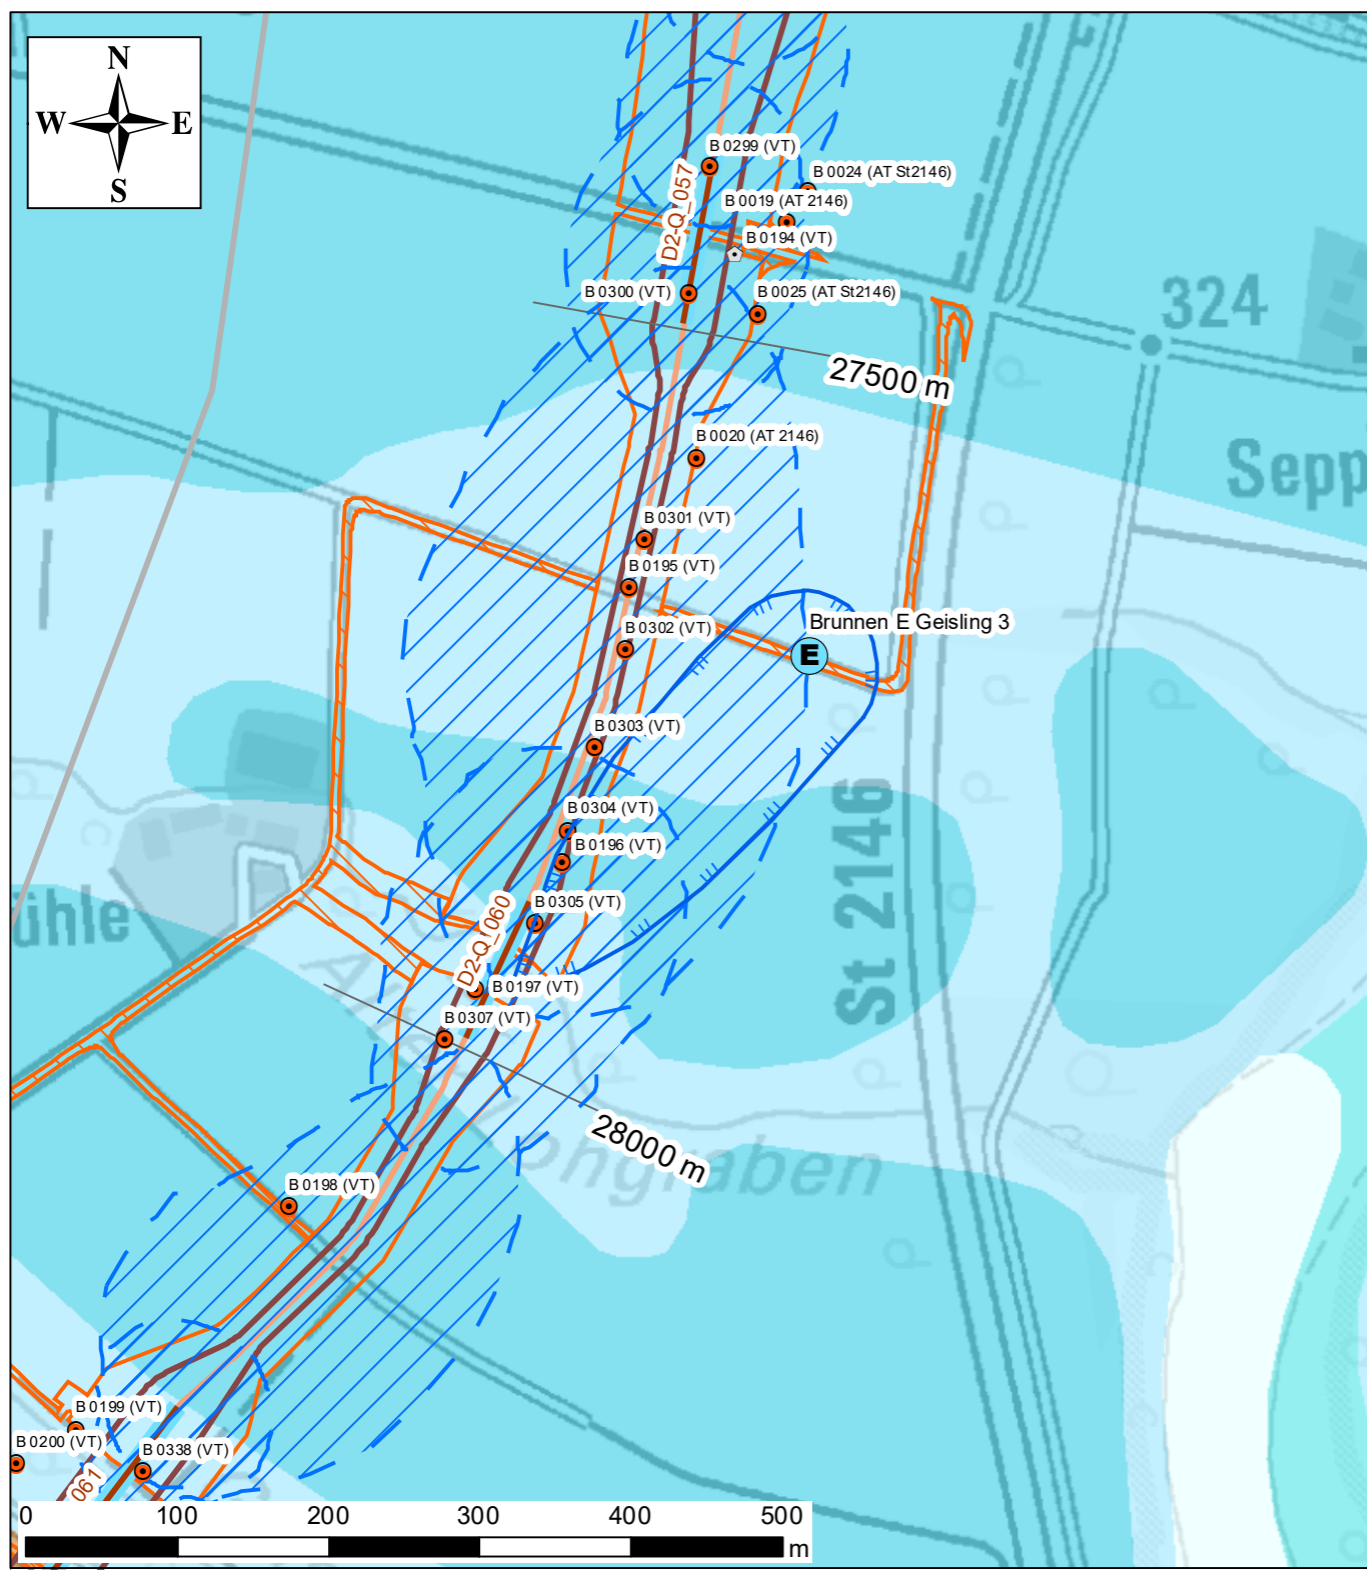 N
W E
S
B 0299 (VT)
B 0024 (AT St2146)
D2-Q_057
B 0019 (AT 2146)
B 0194 (VT)
B 0300 (VT)
B 0025 (AT St2146)
324
27500 m
B 0020 (AT 2146)
Sepp
B 0301 (VT)
B 0195 (VT)
Brunnen E Geisling 3
B 0302 (VT)
E
B 0303 (VT)
B 0304 (VT)
B 0196 (VT)
St 2146
ühle
B 0305 (VT)
D2-Q_060
B 0197 (VT)
B 0307 (VT)
28000 m
B 0198 (VT)
B 0199 (VT)
B 0200 (VT)
B 0338 (VT)
061
0 100 200 300 400 500
m